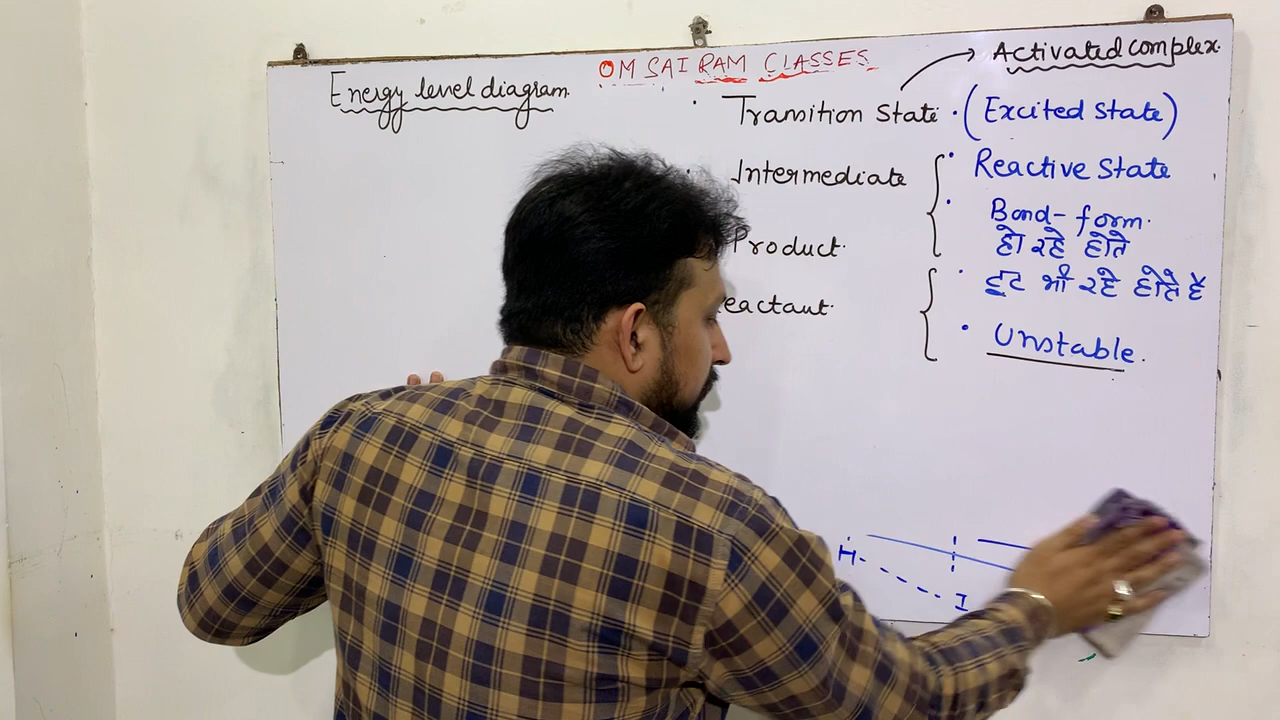 OM SAI RAM CLASSES
Activated complex.
Energy level diagram
Transition State . (Excited State)
Intermediate
Reactive State
Product.
Bond - form.
हो रहे होते
eactant.
टूट भी रहे होते हैं
Unstable.
H
I